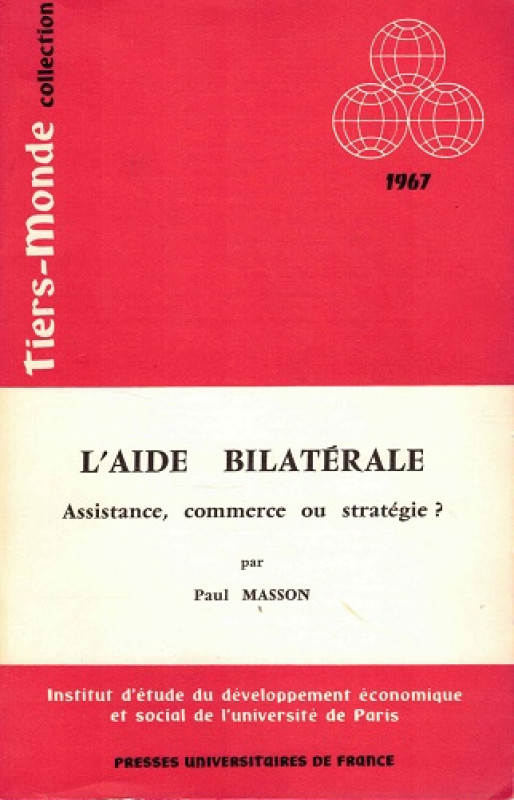 Tiers-Monde collection
1967
L'AIDE BILATÉRALE
Assistance, commerce ou stratégie ?
par
Paul MASSON
Institut d'étude du développement économique
et social de l'université de Paris
PRESSES UNIVERSITAIRES DE FRANCE